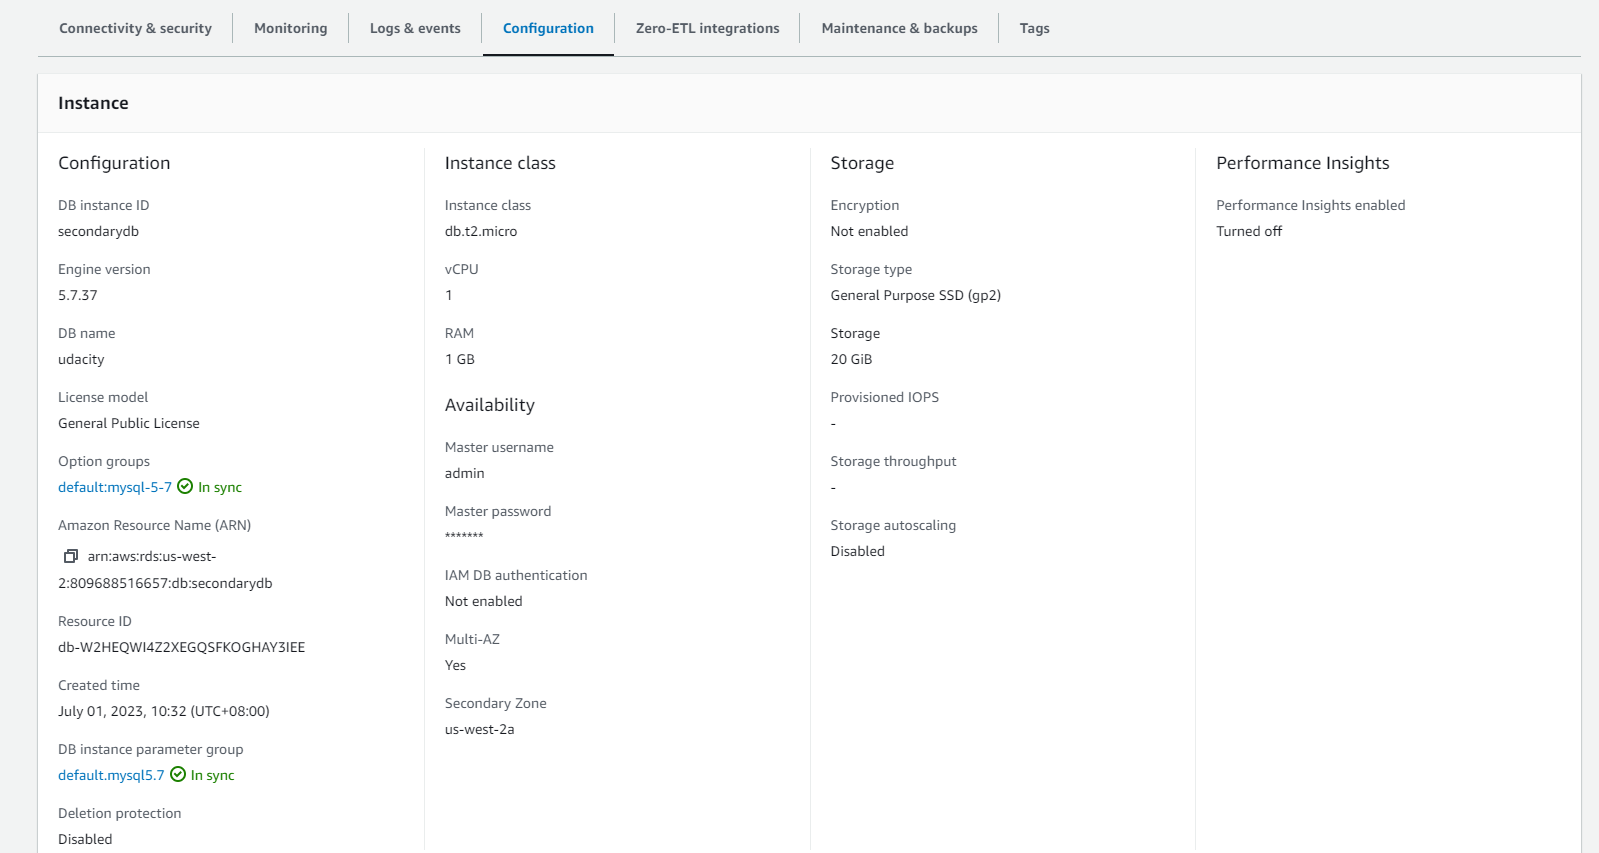 Connectivity & security
Monitoring
Logs & events
Configuration
Zero-ETL integrations
Maintenance & backups
Tags
Instance
Configuration
DB instance ID
secondarydb
Engine version
5.7.37
DB name
udacity
License model
General Public License
Option groups
default:mysql-5-7 In sync
Amazon Resource Name (ARN)
arn:aws:rds:us-west-
2:809688516657:db:secondarydb
Resource ID
db-W2HEQWI4Z2XEGQSFKOGHAY3IEE
Created time
July 01, 2023, 10:32 (UTC+08:00)
DB instance parameter group
default.mysql5.7 In sync
Deletion protection
Disabled
Instance class
Instance class
db.t2.micro
vCPU
1
RAM
1 GB
Availability
Master username
admin
Master password
*******
IAM DB authentication
Not enabled
Multi-AZ
Yes
Secondary Zone
us-west-2a
Storage
Encryption
Not enabled
Storage type
General Purpose SSD (gp2)
Storage
20 GiB
Provisioned IOPS
-
Storage throughput
-
Storage autoscaling
Disabled
Performance Insights
Performance Insights enabled
Turned off